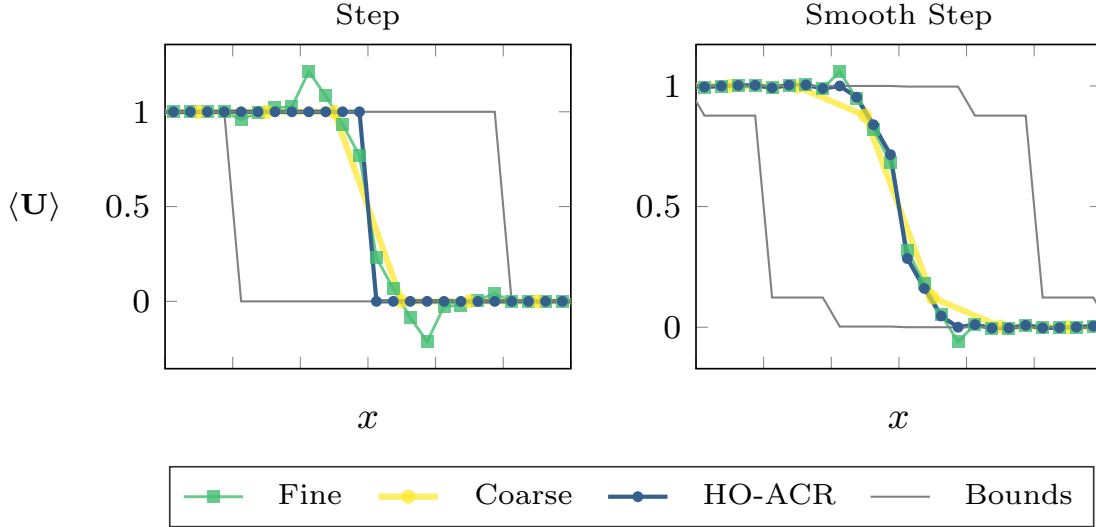 Step
Smooth Step
1
0.5
0
⟨U⟩
x
1
0.5
0
x
Fine Coarse HO-ACR Bounds